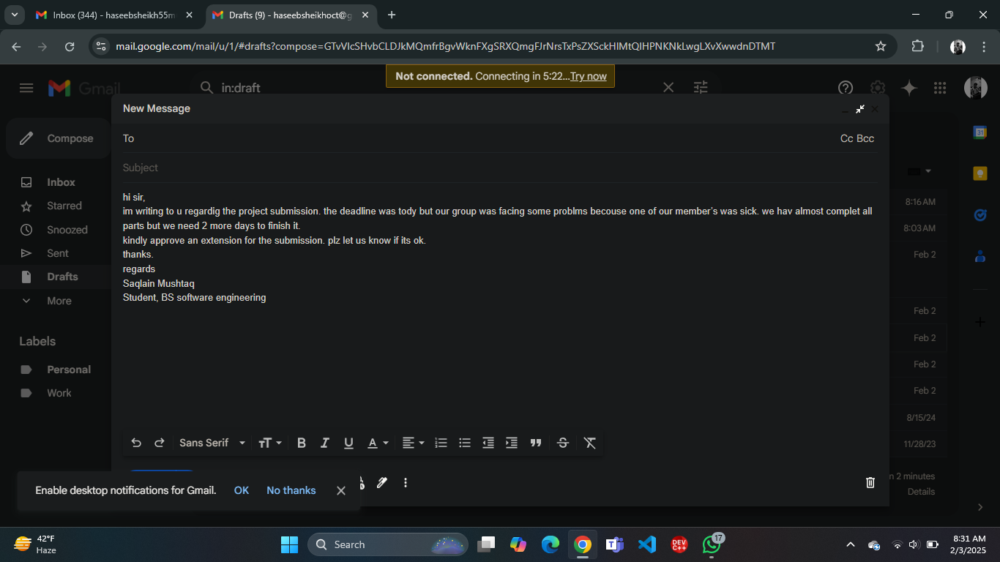 Inbox (344) - haseebsheikh55m
Drafts (9) - haseebsheikhoct@g
mail.google.com/mail/u/1/#drafts?compose=GTvVlcSHvbCLDJkMQmfrBgvWknFXgSRXQmgFJrNrsTxPsZXSckHlMtQlHPNKNkLwgLXvXwwdnDTMT
Not connected. Connecting in 5:22...Try now
Gmail
in:draft
New Message
Compose
To
Cc Bcc
Subject
Inbox
Starred
Snoozed
Sent
Drafts
More
Labels
Personal
Work
hi sir,
im writing to u regardig the project submission. the deadline was tody but our group was facing some problms becouse one of our member's was sick. we hav almost complet all
parts but we need 2 more days to finish it.
kindly approve an extension for the submission. plz let us know if its ok.
thanks.
regards
Saqlain Mushtaq
Student, BS software engineering
31
8:16 AM
8:03 AM
Feb 2
Feb 2
Feb 2
Feb 2
Feb 2
8/15/24
11/28/23
Sans Serif
B I U A
n 2 minutes
Details
Enable desktop notifications for Gmail.
OK
No thanks
42°F
Haze
Search
DEV
C++
17
8:31 AM
2/3/2025